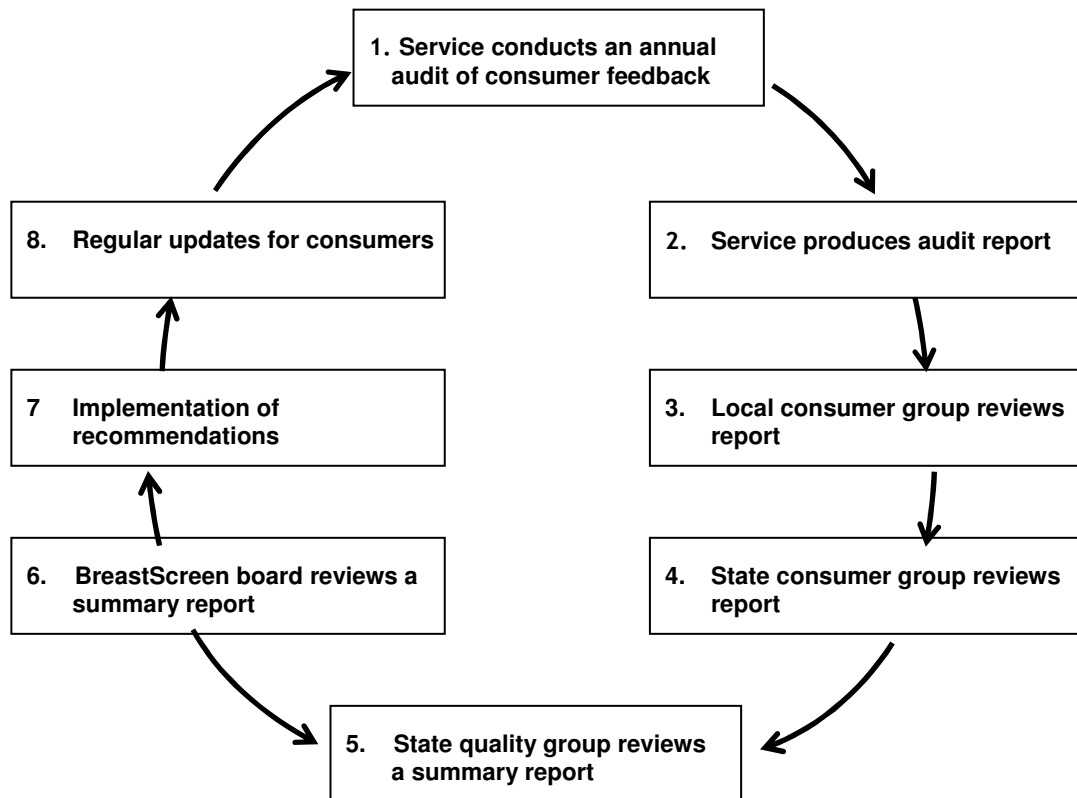 1. Service conducts an annual
audit of consumer feedback
2. Service produces audit report
3. Local consumer group reviews
report
4. State consumer group reviews
report
5. State quality group reviews
a summary report
6. BreastScreen board reviews a
summary report
7 Implementation of
recommendations
8. Regular updates for consumers